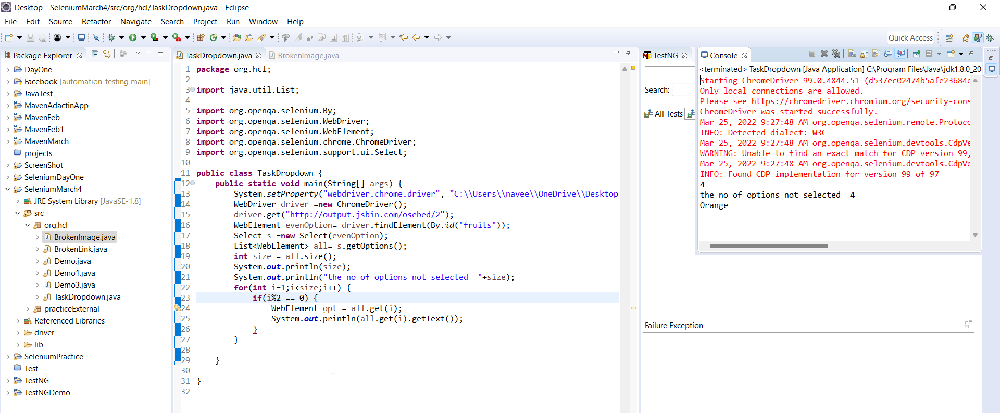 Desktop - SeleniumMarch4/src/org/hcl/TaskDropdown.java - Eclipse
File Edit Source Refactor Navigate Search Project Run Window Help
Quick Access
Package Explorer
DayOne
Facebook [automation_testing main]
JavaTest
MavenAdactinApp
MavenFeb
MavenFeb1
MavenMarch
projects
ScreenShot
SeleniumDayOne
SeleniumMarch4
JRE System Library [JavaSE-1.8]
src
org.hcl
BrokenImage.java
BrokenLink.java
Demo.java
Demo1.java
Demo3.java
TaskDropdown.java
practiceExternal
Referenced Libraries
driver
lib
SeleniumPractice
Test
TestNG
TestNGDemo
TaskDropdown.java BrokenImage.java
1 package org.hcl;
2
3 import java.util.List;
4
5 import org.openqa.selenium.By;
6 import org.openqa.selenium.WebDriver;
7 import org.openqa.selenium.WebElement;
8 import org.openqa.selenium.chrome.ChromeDriver;
9 import org.openqa.selenium.support.ui.Select;
10
11 public class TaskDropdown {
12 public static void main(String[] args) {
13 System.setProperty("webdriver.chrome.driver", "C:\\Users\\navee\\OneDrive\\Desktop
14 WebDriver driver =new ChromeDriver();
15 driver.get("http://output.jsbin.com/osebed/2");
16 WebElement evenOption= driver.findElement(By.id("fruits"));
17 Select s =new Select(evenOption);
18 List<WebElement> all= s.getOptions();
19 int size = all.size();
20 System.out.println(size);
21 System.out.println("the no of options not selected  "+size);
22 for(int i=1;i<size;i++) {
23 if(i%2 == 0) {
24 WebElement opt = all.get(i);
25 System.out.println(all.get(i).getText());
26 }
27 }
28
29 }
30
31 }
32
TestNG
Search:
All Tests
Failure Exception
Console
<terminated> TaskDropdown [Java Application] C:\Program Files\Java\jdk1.8.0_20
Starting ChromeDriver 99.0.4844.51 (d537ec02474b5afe23684e
Only local connections are allowed.
Please see https://chromedriver.chromium.org/security-cons
ChromeDriver was started successfully.
Mar 25, 2022 9:27:48 AM org.openqa.selenium.remote.Protoco
INFO: Detected dialect: W3C
Mar 25, 2022 9:27:48 AM org.openqa.selenium.devtools.CdpVe
WARNING: Unable to find an exact match for CDP version 99,
Mar 25, 2022 9:27:48 AM org.openqa.selenium.devtools.CdpVe
INFO: Found CDP implementation for version 99 of 97
4
the no of options not selected  4
Orange